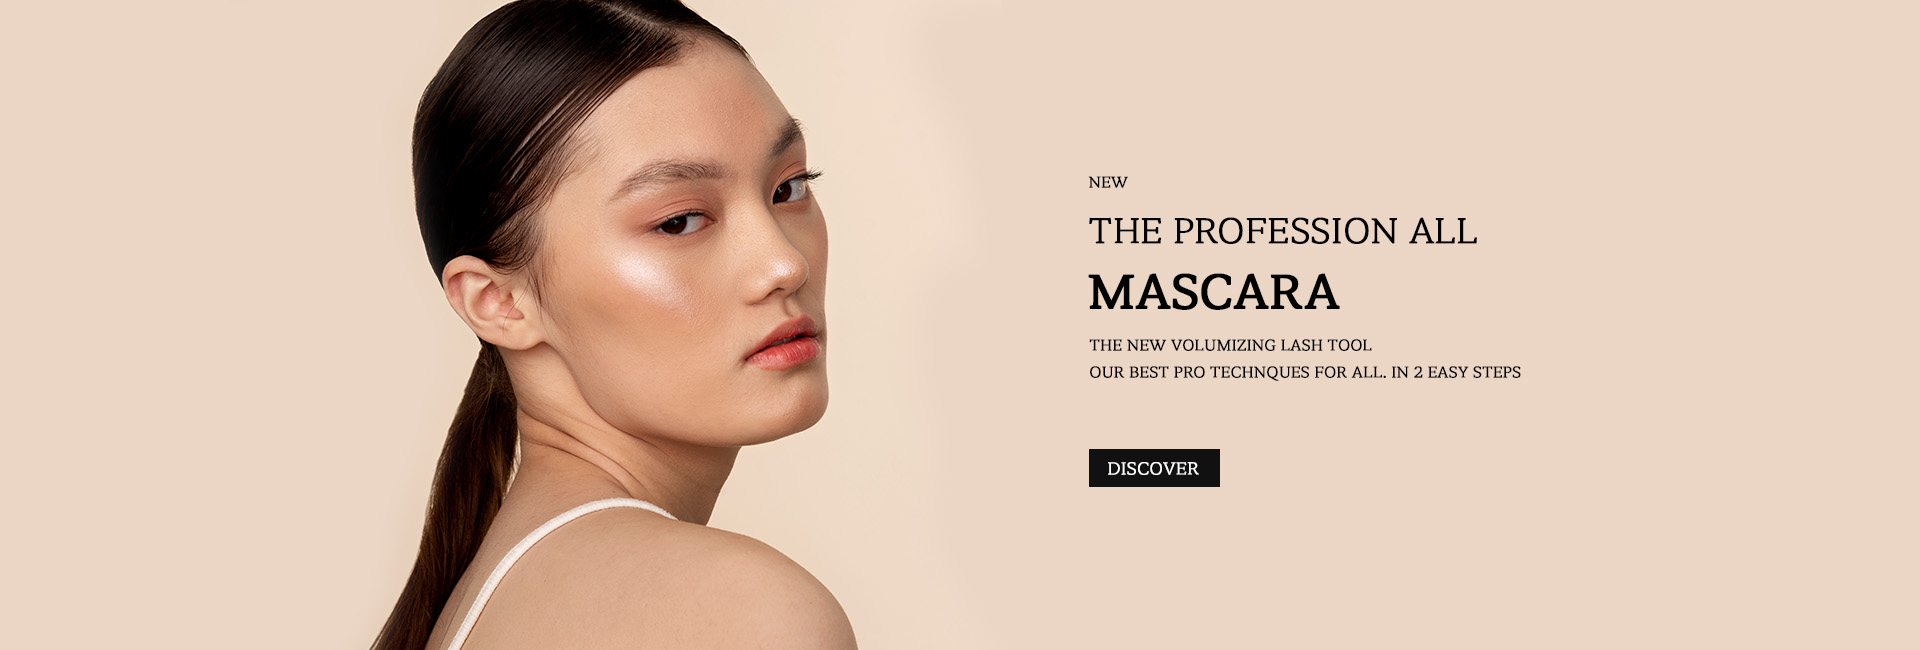 NEW
THE PROFESSION ALL
MASCARA
THE NEW VOLUMIZING LASH TOOL
OUR BEST PRO TECHNQUES FOR ALL. IN 2 EASY STEPS
DISCOVER